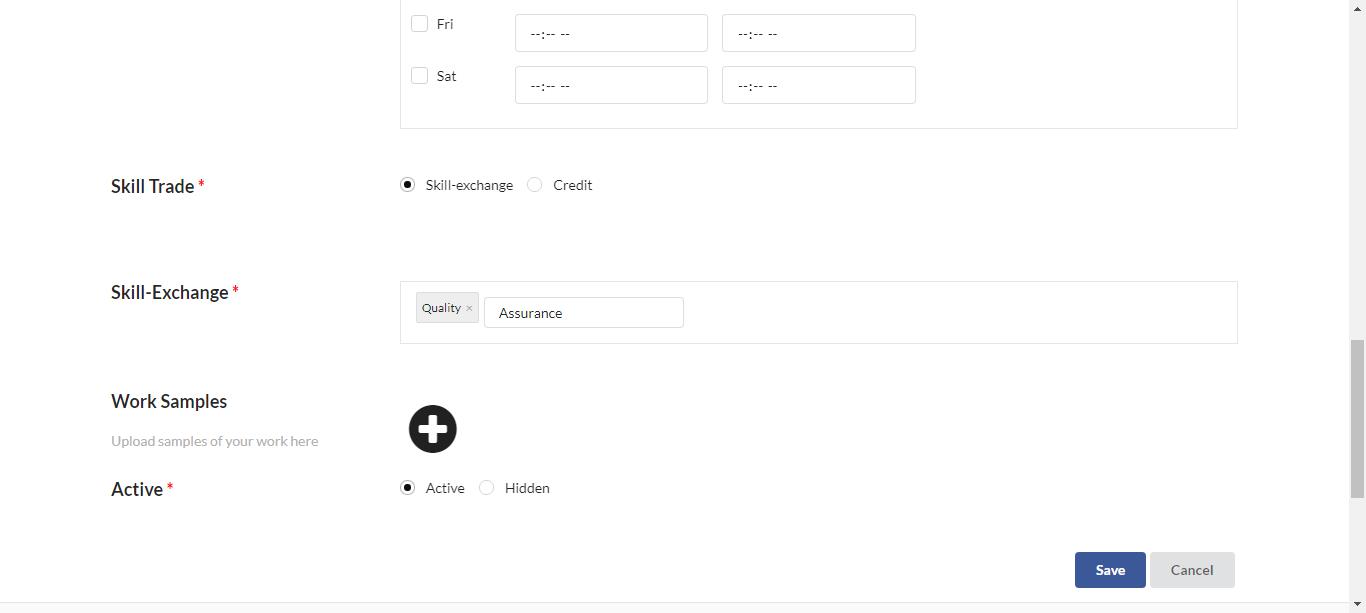 Fri --:-- -- --:-- --
Sat --:-- -- --:-- --
Skill Trade * Skill-exchange Credit
Skill-Exchange * Quality × Assurance
Work Samples
Upload samples of your work here
Active * Active Hidden
Save Cancel